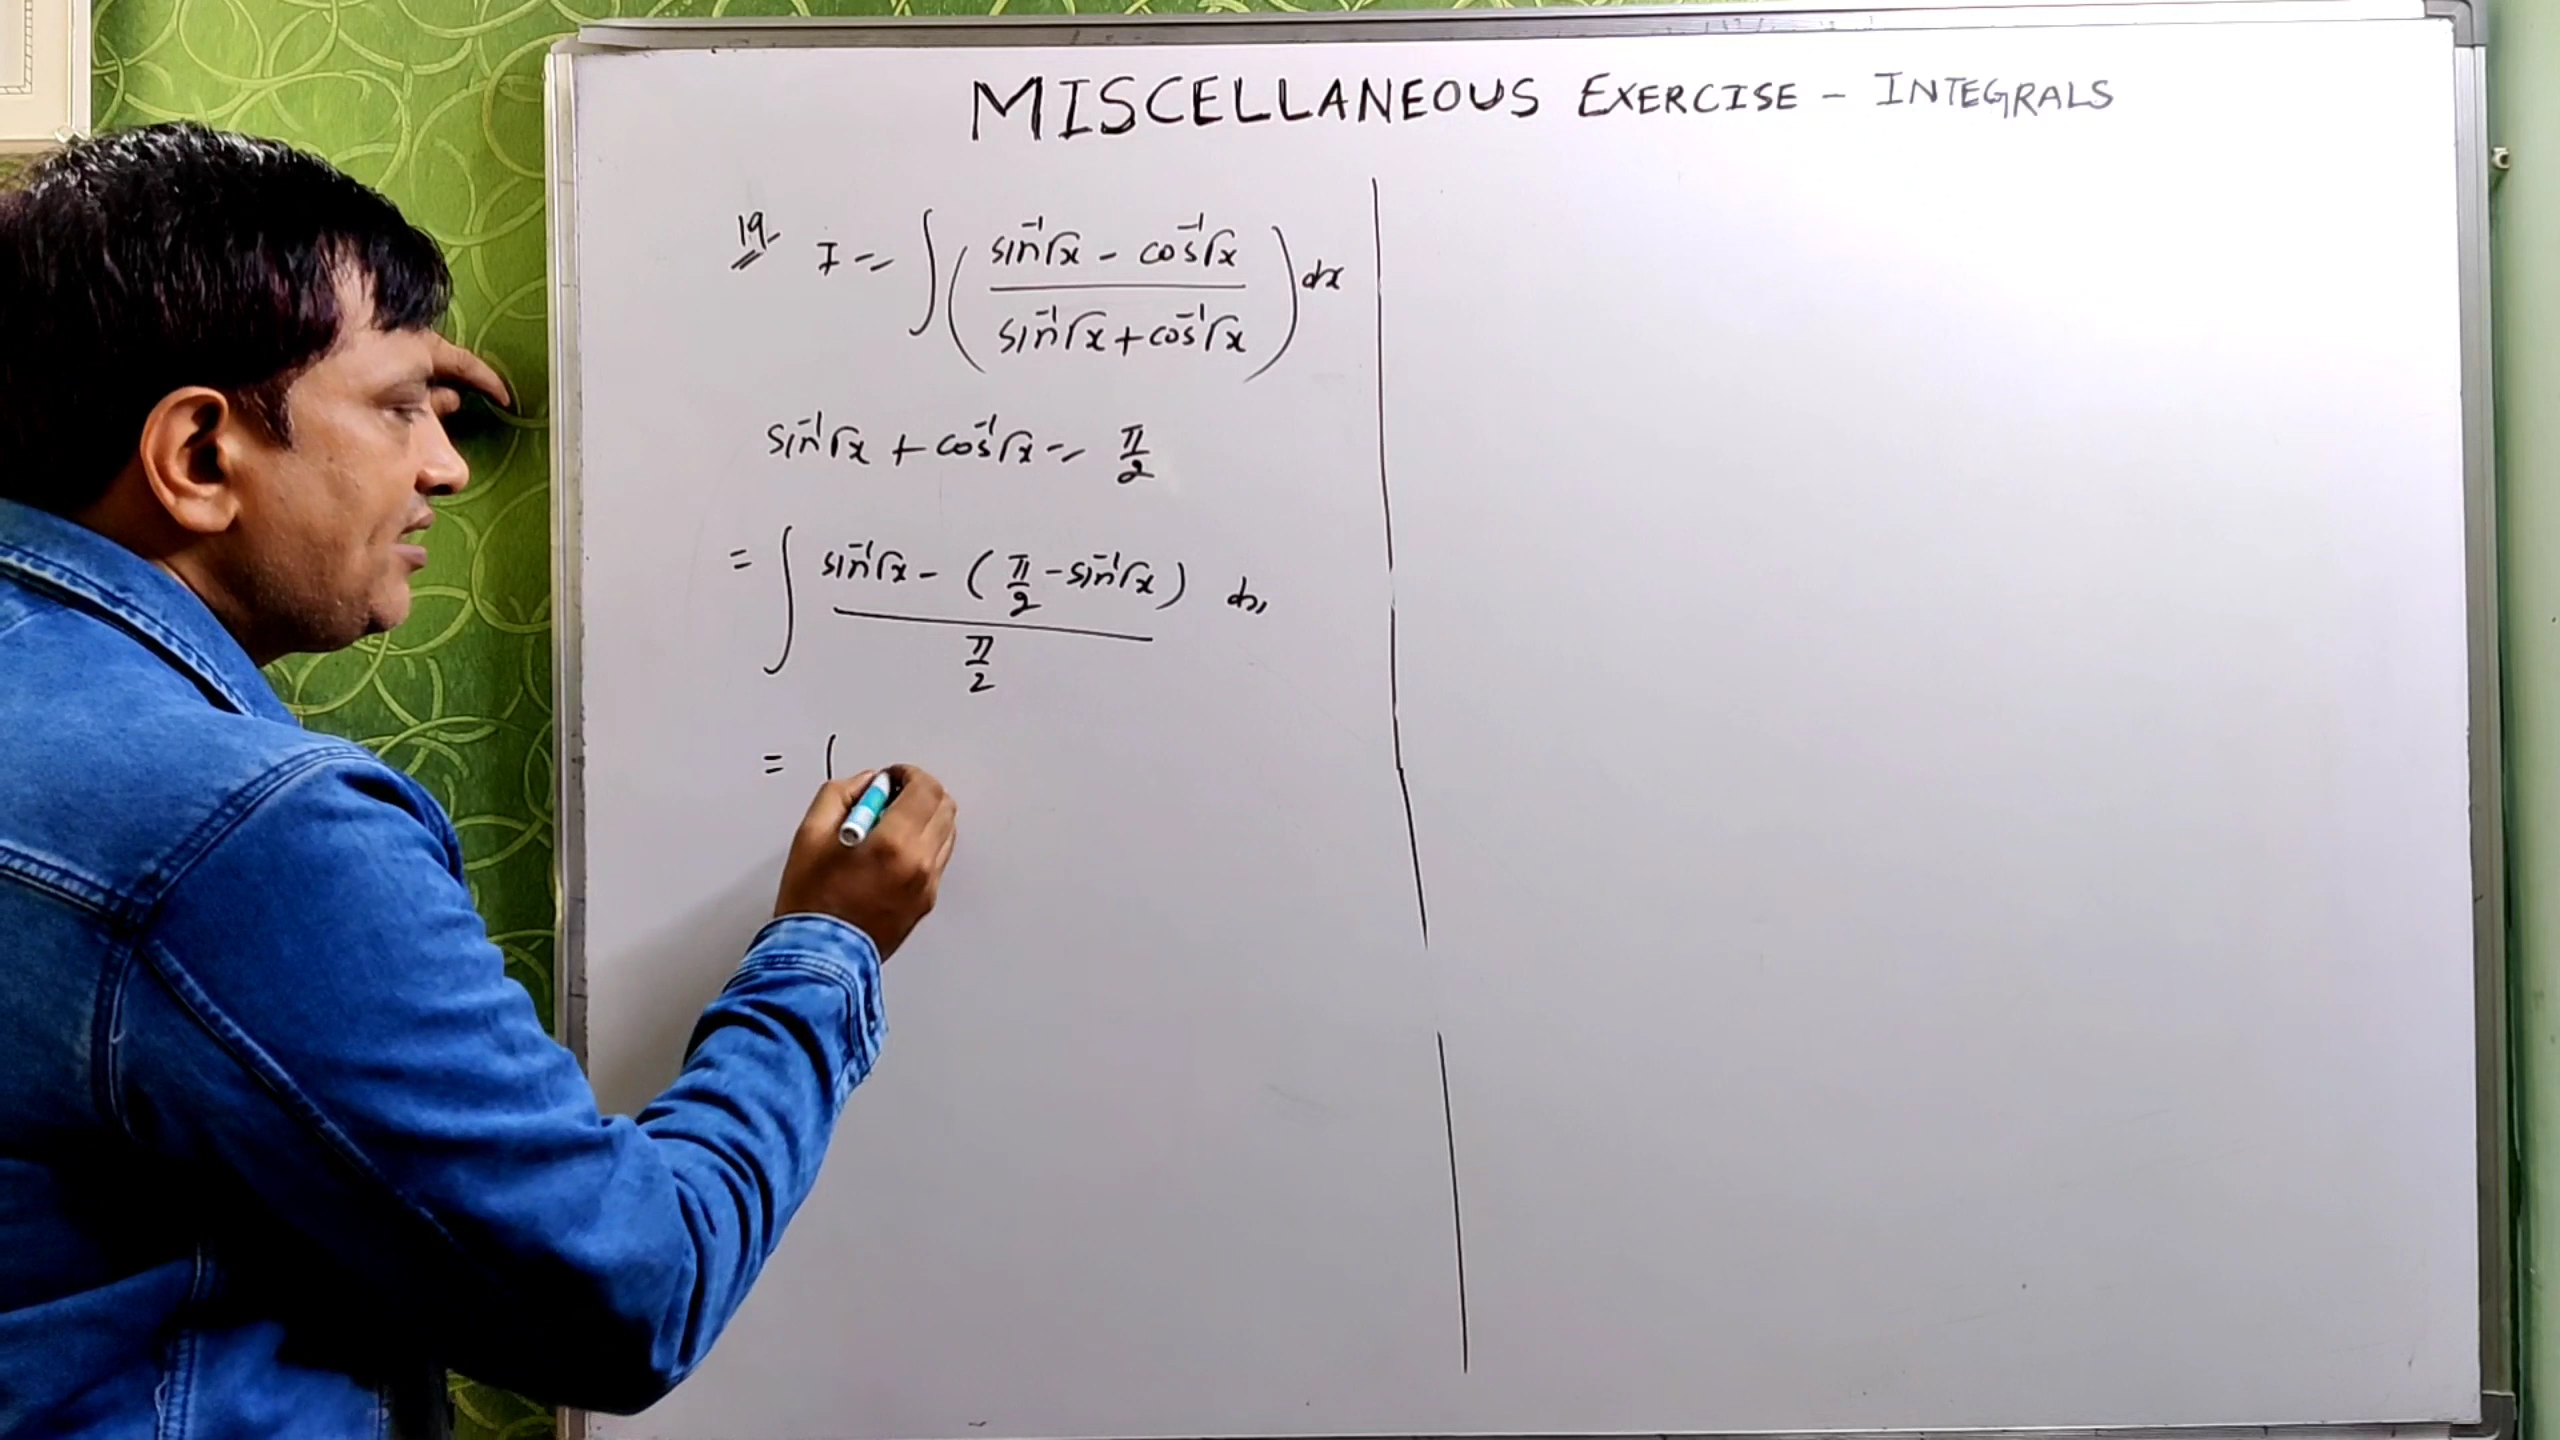 MISCELLANEOUS EXERCISE - INTEGRALS
19. I = ∫ ( (sin⁻¹√x - cos⁻¹√x) / (sin⁻¹√x + cos⁻¹√x) ) dx
sin⁻¹√x + cos⁻¹√x = π/2
= ∫ (sin⁻¹√x - (π/2 - sin⁻¹√x)) / (π/2) dx
=